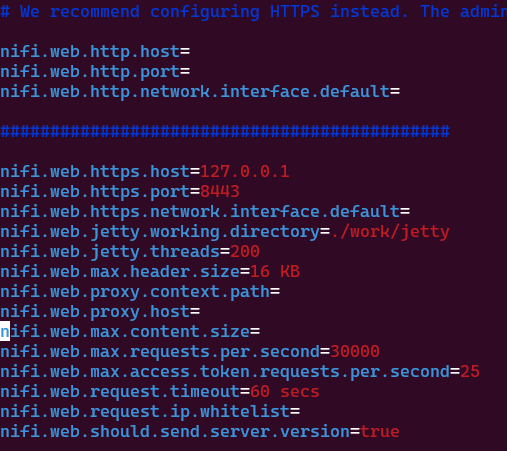 # We recommend configuring HTTPS instead. The admin
nifi.web.http.host=
nifi.web.http.port=
nifi.web.http.network.interface.default=
#############################################
nifi.web.https.host=127.0.0.1
nifi.web.https.port=8443
nifi.web.https.network.interface.default=
nifi.web.jetty.working.directory=./work/jetty
nifi.web.jetty.threads=200
nifi.web.max.header.size=16 KB
nifi.web.proxy.context.path=
nifi.web.proxy.host=
nifi.web.max.content.size=
nifi.web.max.requests.per.second=30000
nifi.web.max.access.token.requests.per.second=25
nifi.web.request.timeout=60 secs
nifi.web.request.ip.whitelist=
nifi.web.should.send.server.version=true